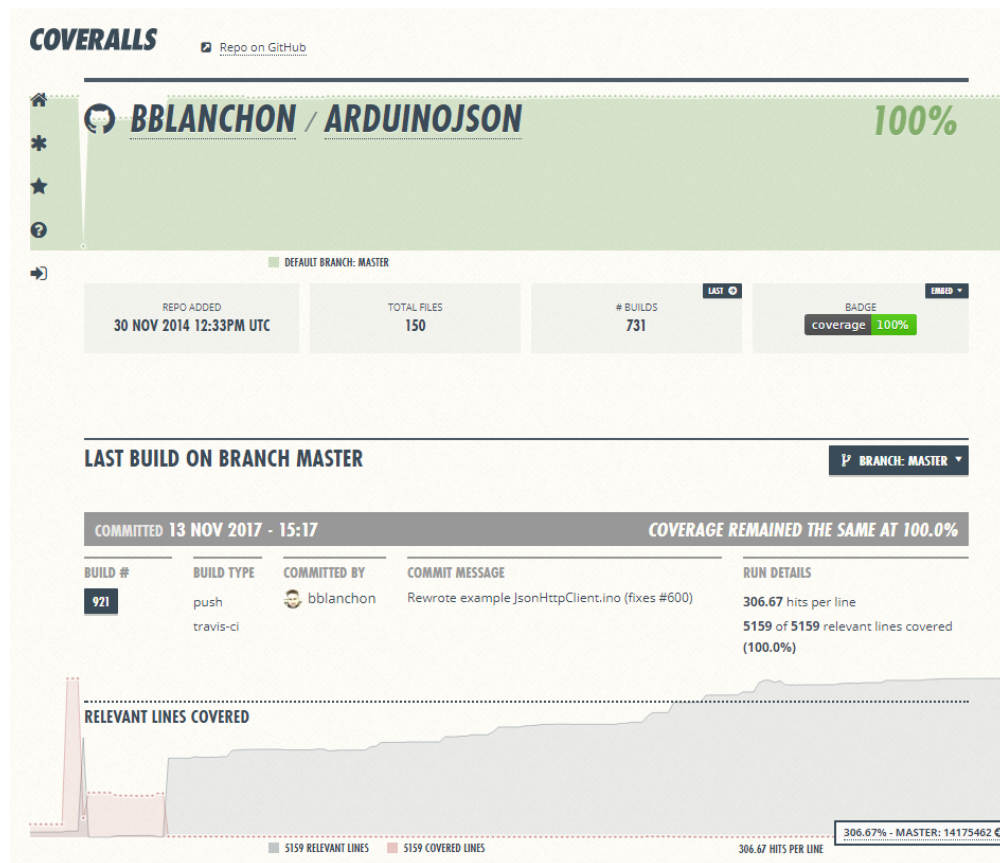 COVERALLS
Repo on GitHub
BBLANCHON / ARDUINOJSON
100%
DEFAULT BRANCH: MASTER
REPO ADDED
30 NOV 2014 12:33PM UTC
TOTAL FILES
150
LAST
# BUILDS
731
EMBED
BADGE
coverage 100%
LAST BUILD ON BRANCH MASTER
BRANCH: MASTER
COMMITTED 13 NOV 2017 - 15:17
COVERAGE REMAINED THE SAME AT 100.0%
BUILD #
921
BUILD TYPE
push
travis-ci
COMMITTED BY
bblanchon
COMMIT MESSAGE
Rewrote example JsonHttpClient.ino (fixes #600)
RUN DETAILS
306.67 hits per line
5159 of 5159 relevant lines covered
(100.0%)
RELEVANT LINES COVERED
5159 RELEVANT LINES
5159 COVERED LINES
306.67 HITS PER LINE
306.67% - MASTER: 14175462